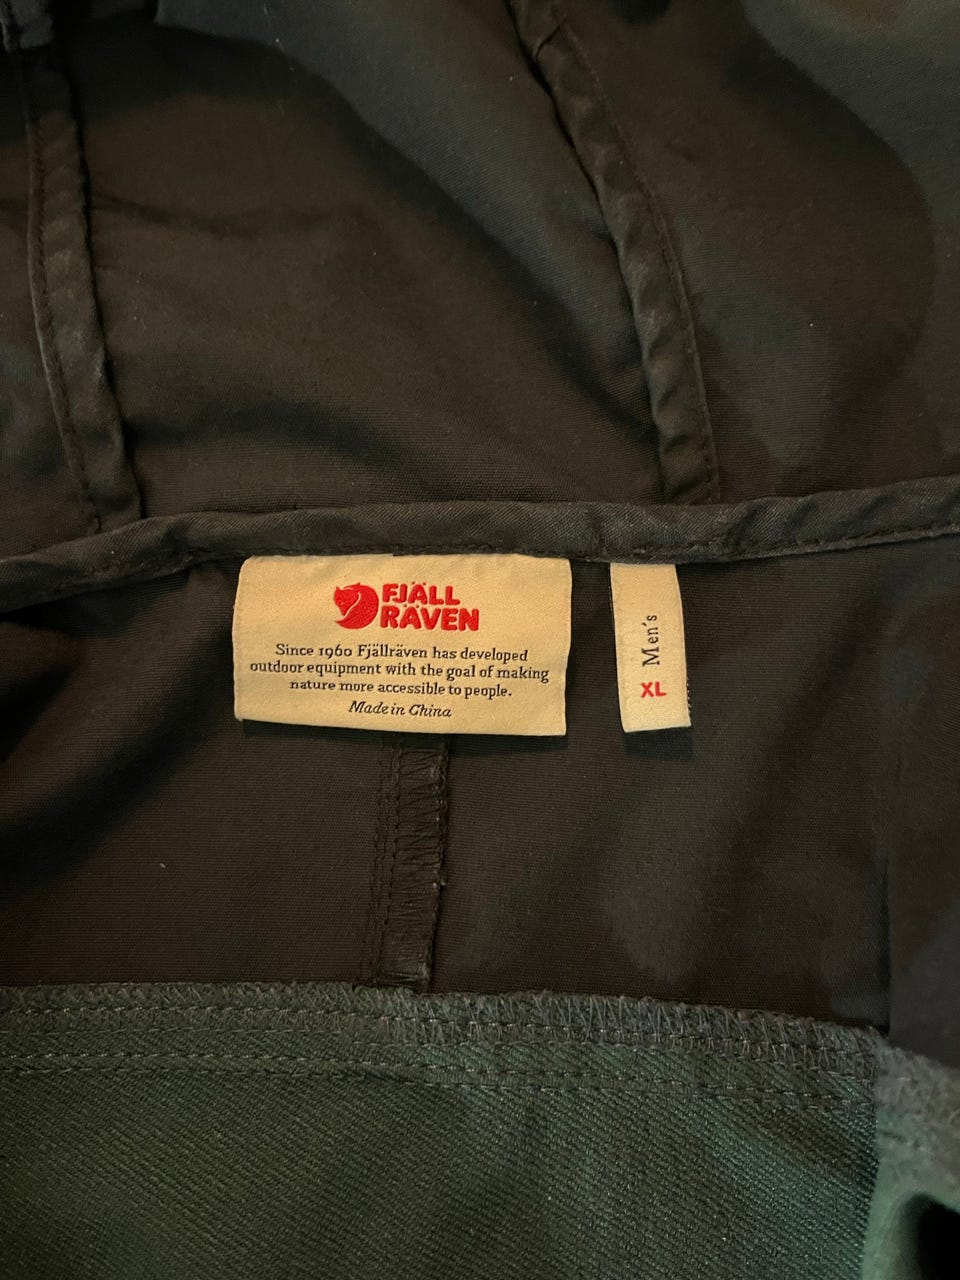 FJÄLL
RÄVEN
Since 1960 Fjällräven has developed
outdoor equipment with the goal of making
nature more accessible to people.
Made in China
Men's
XL